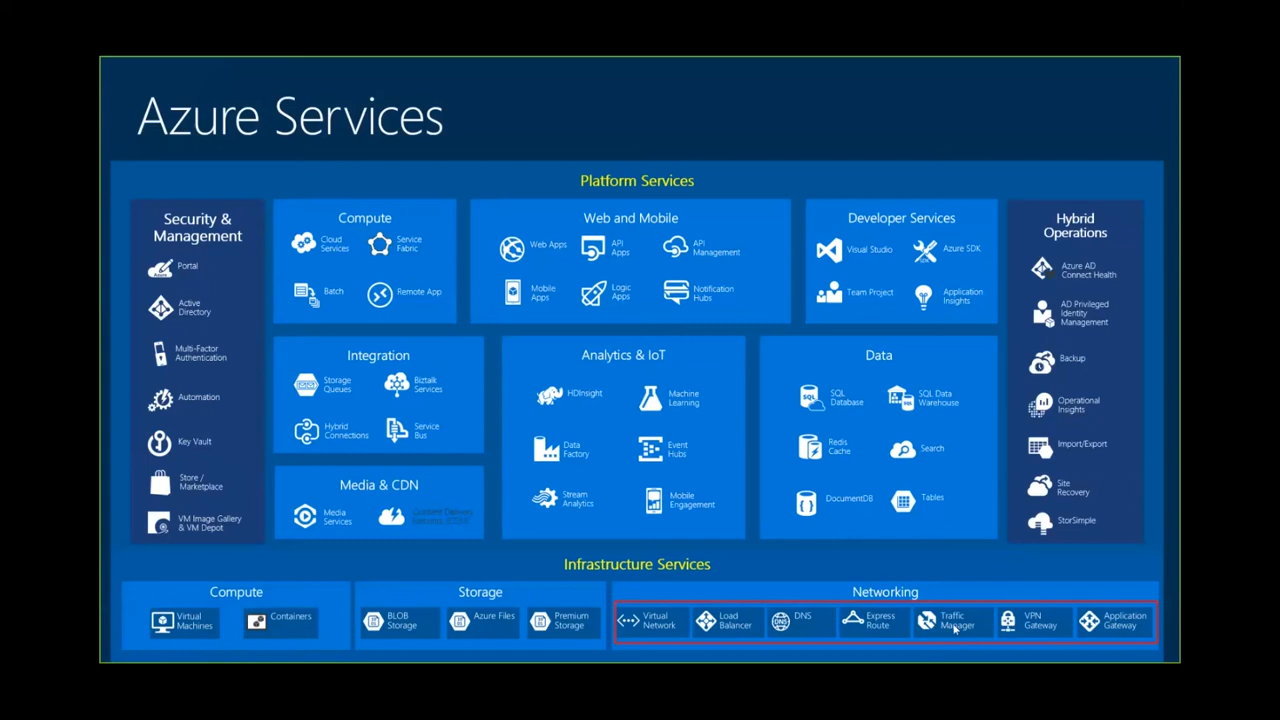 Azure Services
Platform Services
Security &
Management
Portal
Active
Directory
Multi-Factor
Authentication
Automation
Key Vault
Store /
Marketplace
VM Image Gallery
& VM Depot
Compute
Cloud
Services
Service
Fabric
Batch
Remote App
Web and Mobile
Web Apps
API
Apps
API
Management
Mobile
Apps
Logic
Apps
Notification
Hubs
Developer Services
Visual Studio
Azure SDK
Team Project
Application
Insights
Hybrid
Operations
Azure AD
Connect Health
AD Privileged
Identity
Management
Backup
Operational
Insights
Import/Export
Site
Recovery
StorSimple
Integration
Storage
Queues
Biztalk
Services
Hybrid
Connections
Service
Bus
Media & CDN
Media
Services
Content Delivery
Network (CDN)
Analytics & IoT
HDInsight
Machine
Learning
Data
Factory
Event
Hubs
Stream
Analytics
Mobile
Engagement
Data
SQL
Database
SQL Data
Warehouse
Redis
Cache
Search
DocumentDB
Tables
Infrastructure Services
Compute
Virtual
Machines
Containers
Storage
BLOB
Storage
Azure Files
Premium
Storage
Networking
Virtual
Network
Load
Balancer
DNS
Express
Route
Traffic
Manager
VPN
Gateway
Application
Gateway